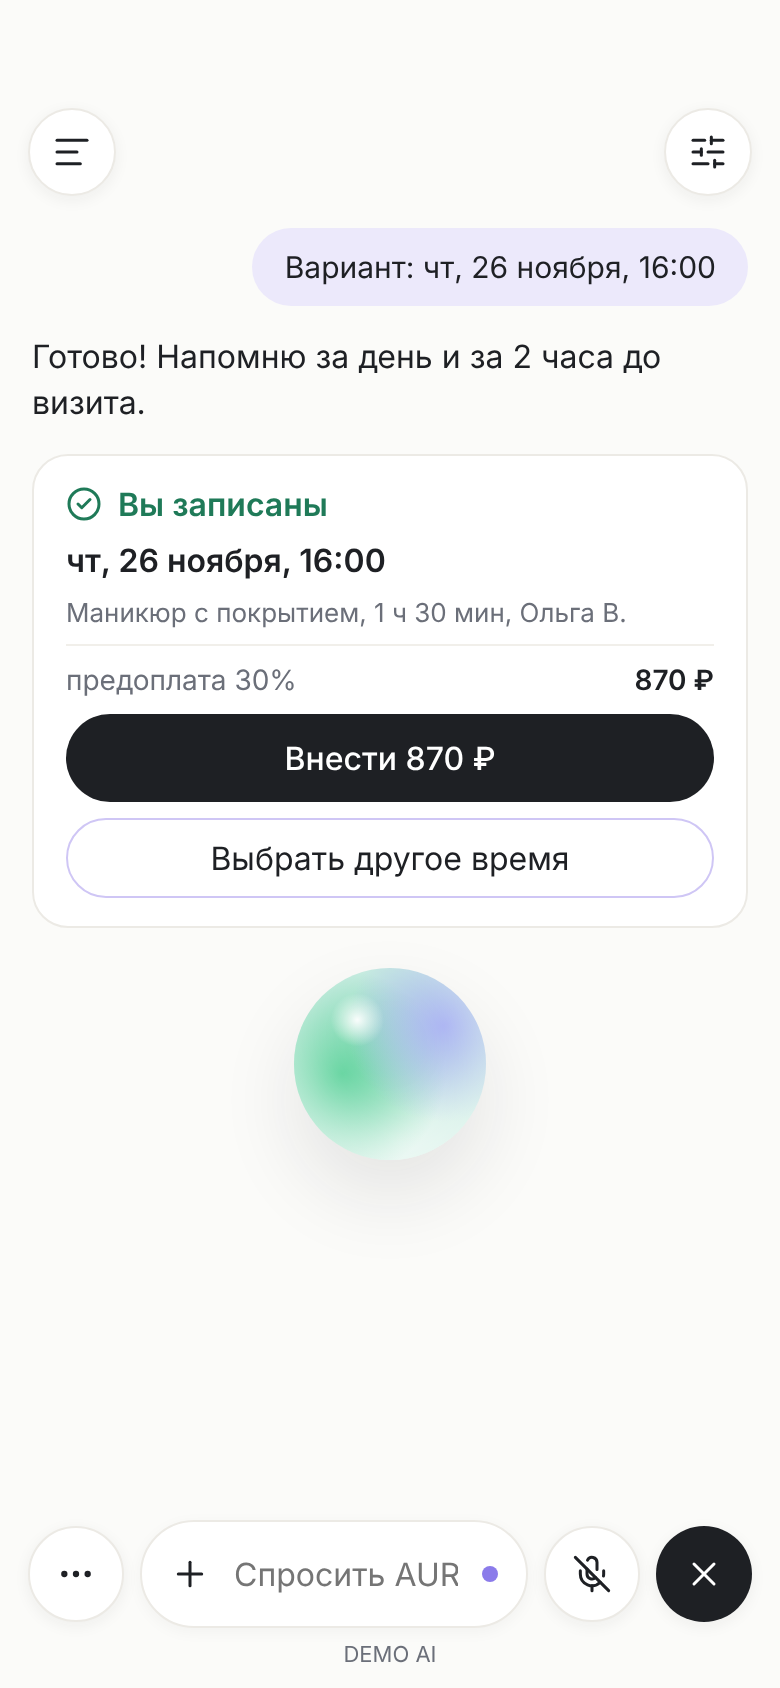 Вариант: чт, 26 ноября, 16:00
Готово! Напомню за день и за 2 часа до
визита.
Вы записаны
чт, 26 ноября, 16:00
Маникюр с покрытием, 1 ч 30 мин, Ольга В.
предоплата 30% 870 ₽
Внести 870 ₽
Выбрать другое время
Спросить AUR
DEMO AI